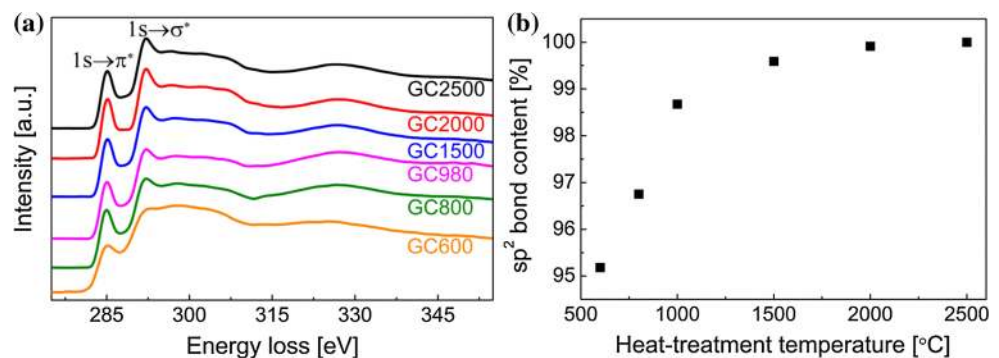 (a)
1s→π*
1s→σ*
GC2500
GC2000
GC1500
GC980
GC800
GC600
Intensity [a.u.]
285 300 315 330 345
Energy loss [eV]
(b)
100
99
98
97
96
95
sp² bond content [%]
500 1000 1500 2000 2500
Heat-treatment temperature [°C]